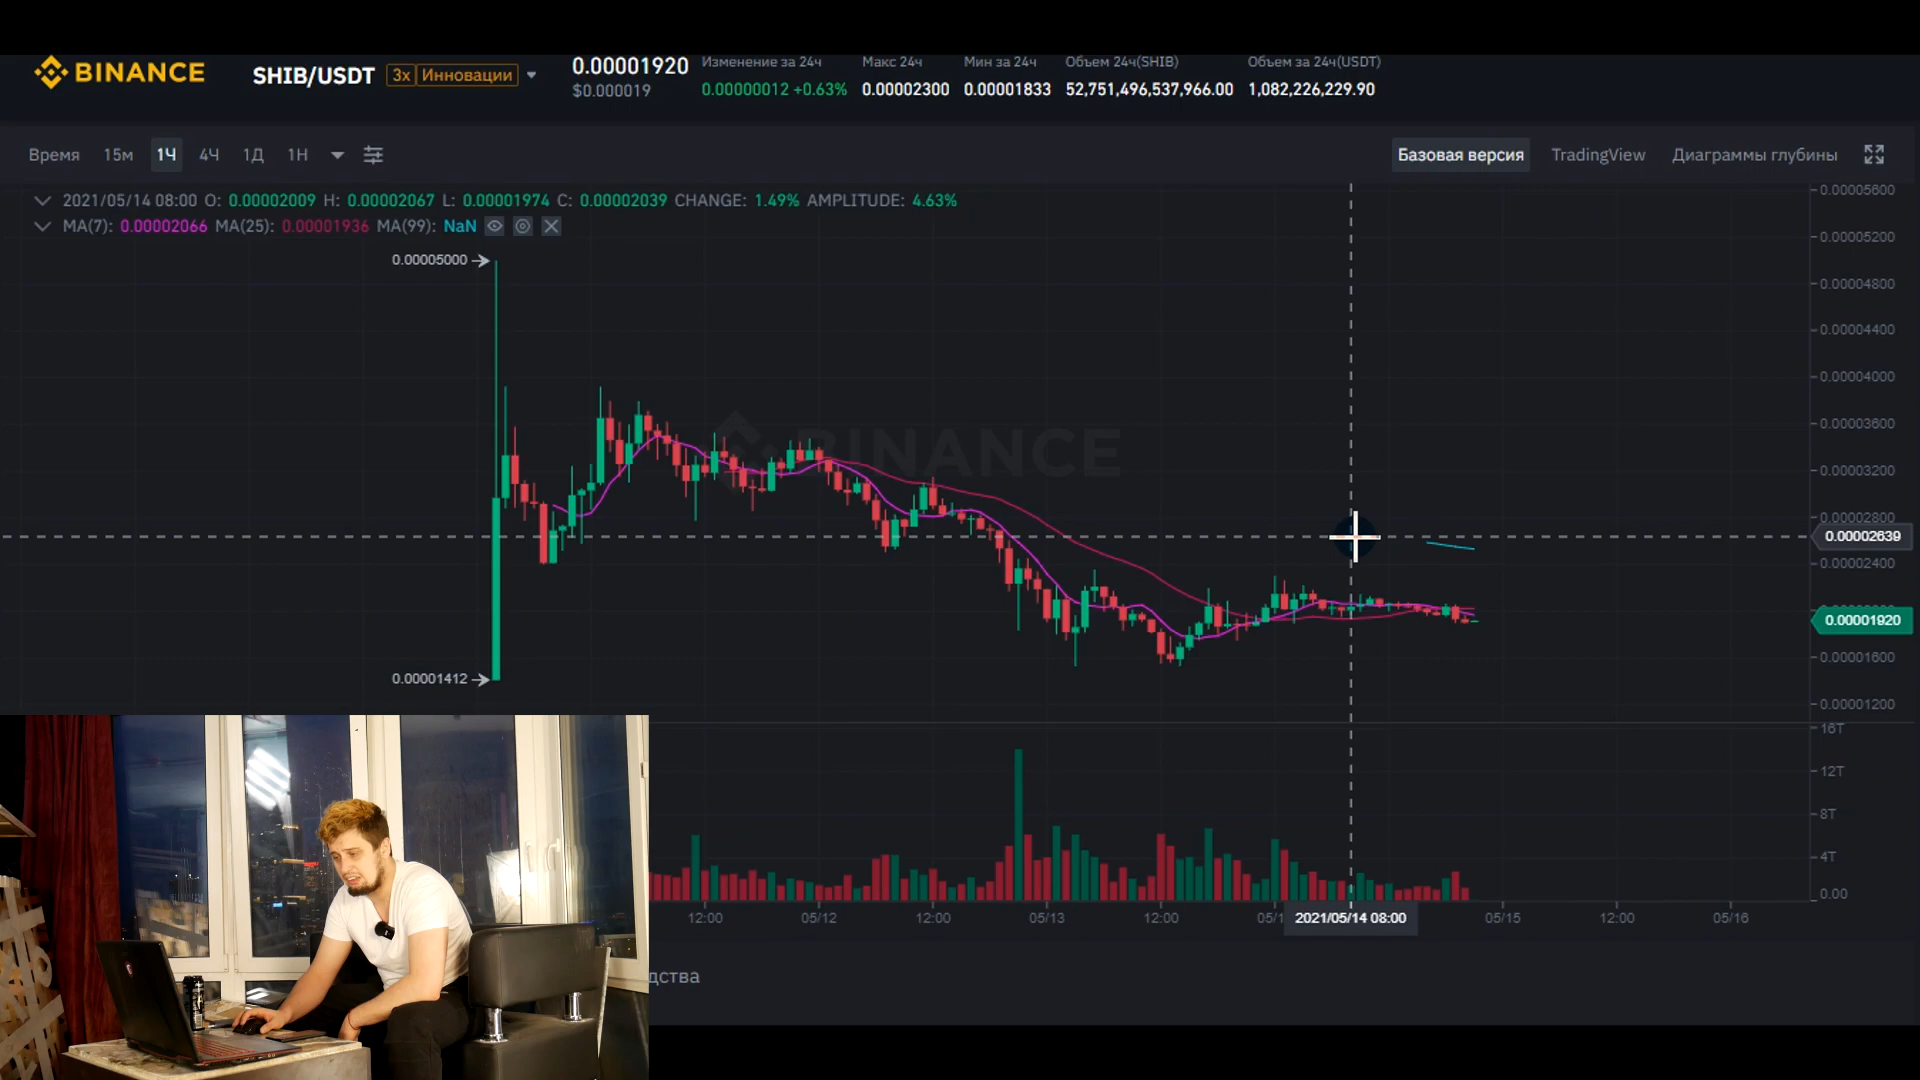 BINANCE
SHIB/USDT 3x Инновации
0.00001920
$0.000019
Изменение за 24ч
0.00000012 +0.63%
Макс 24ч
0.00002300
Мин за 24ч
0.00001833
Объем 24ч(SHIB)
52,751,496,537,966.00
Объем за 24ч(USDT)
1,082,226,229.90
Время 15м 1Ч 4Ч 1Д 1Н
Базовая версия TradingView Диаграммы глубины
2021/05/14 08:00 O: 0.00002009 H: 0.00002067 L: 0.00001974 C: 0.00002039 CHANGE: 1.49% AMPLITUDE: 4.63%
MA(7): 0.00002066 MA(25): 0.00001936 MA(99): NaN
0.00005000
0.00001412
BINANCE
0.00005600
0.00005200
0.00004800
0.00004400
0.00004000
0.00003600
0.00003200
0.00002800
0.00002639
0.00002400
0.00001920
0.00001600
0.00001200
16T
12T
8T
4T
0.00
12:00 05/12 12:00 05/13 12:00 05/1 2021/05/14 08:00 05/15 12:00 05/16
дства